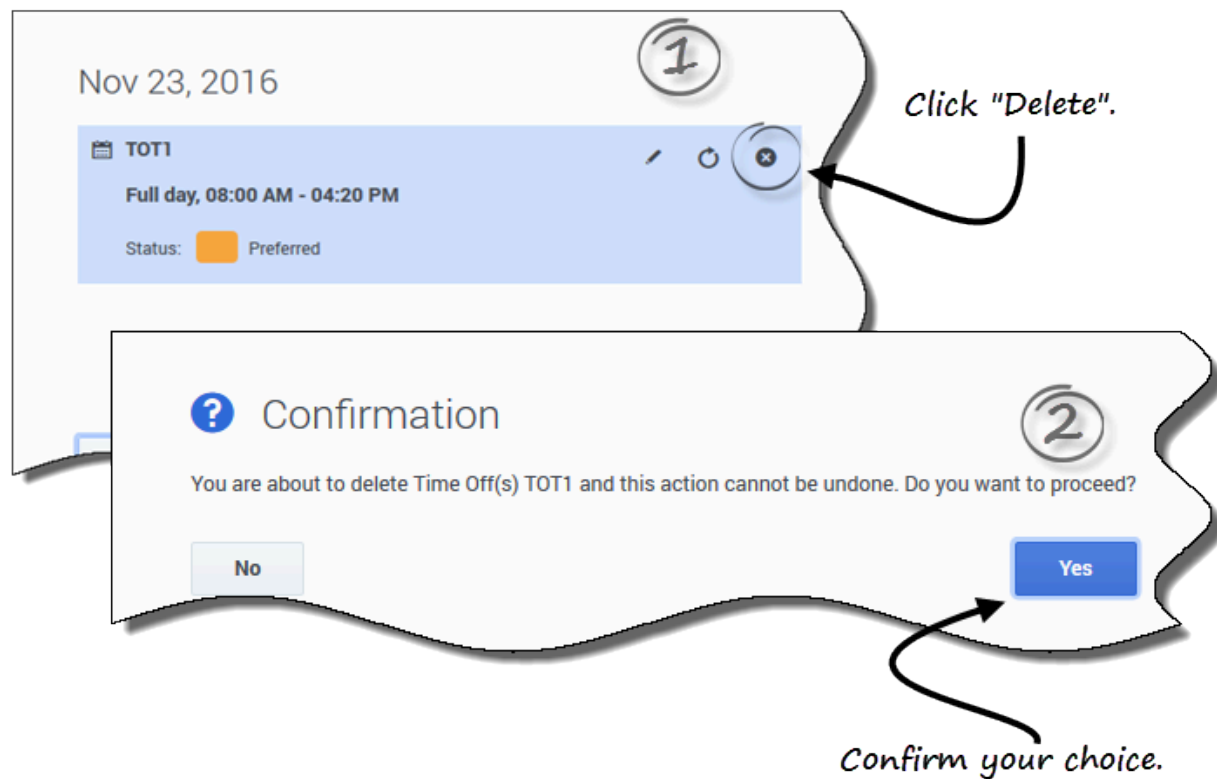 1
Nov 23, 2016
Click "Delete".
TOT1
Full day, 08:00 AM - 04:20 PM
Status: Preferred
2
? Confirmation
You are about to delete Time Off(s) TOT1 and this action cannot be undone. Do you want to proceed?
No
Yes
Confirm your choice.